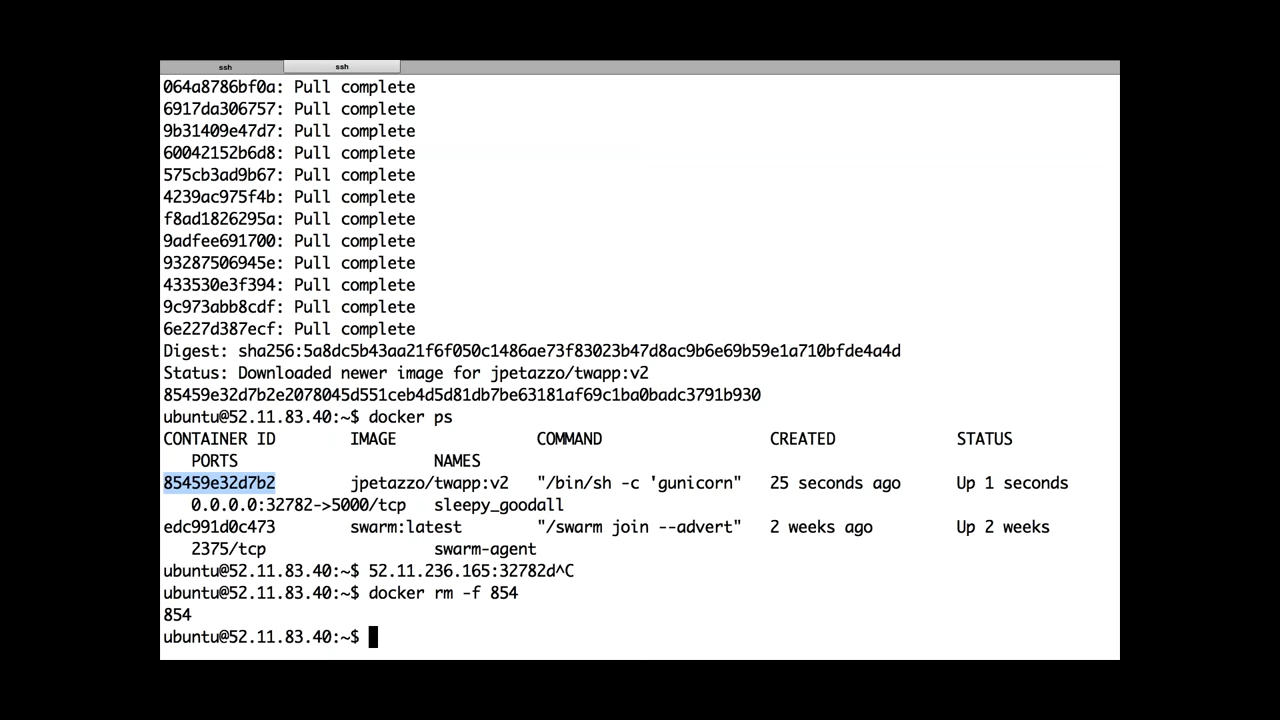 ssh ssh
064a8786bf0a: Pull complete
6917da306757: Pull complete
9b31409e47d7: Pull complete
60042152b6d8: Pull complete
575cb3ad9b67: Pull complete
4239ac975f4b: Pull complete
f8ad1826295a: Pull complete
9adfee691700: Pull complete
93287506945e: Pull complete
433530e3f394: Pull complete
9c973abb8cdf: Pull complete
6e227d387ecf: Pull complete
Digest: sha256:5a8dc5b43aa21f6f050c1486ae73f83023b47d8ac9b6e69b59e1a710bfde4a4d
Status: Downloaded newer image for jpetazzo/twapp:v2
85459e32d7b2e2078045d551ceb4d5d81db7be63181af69c1ba0badc3791b930
ubuntu@52.11.83.40:~$ docker ps
CONTAINER ID IMAGE COMMAND CREATED STATUS
PORTS NAMES
85459e32d7b2 jpetazzo/twapp:v2 "/bin/sh -c 'gunicorn" 25 seconds ago Up 1 seconds
0.0.0.0:32782->5000/tcp sleepy_goodall
edc991d0c473 swarm:latest "/swarm join --advert" 2 weeks ago Up 2 weeks
2375/tcp swarm-agent
ubuntu@52.11.83.40:~$ 52.11.236.165:32782d^C
ubuntu@52.11.83.40:~$ docker rm -f 854
854
ubuntu@52.11.83.40:~$